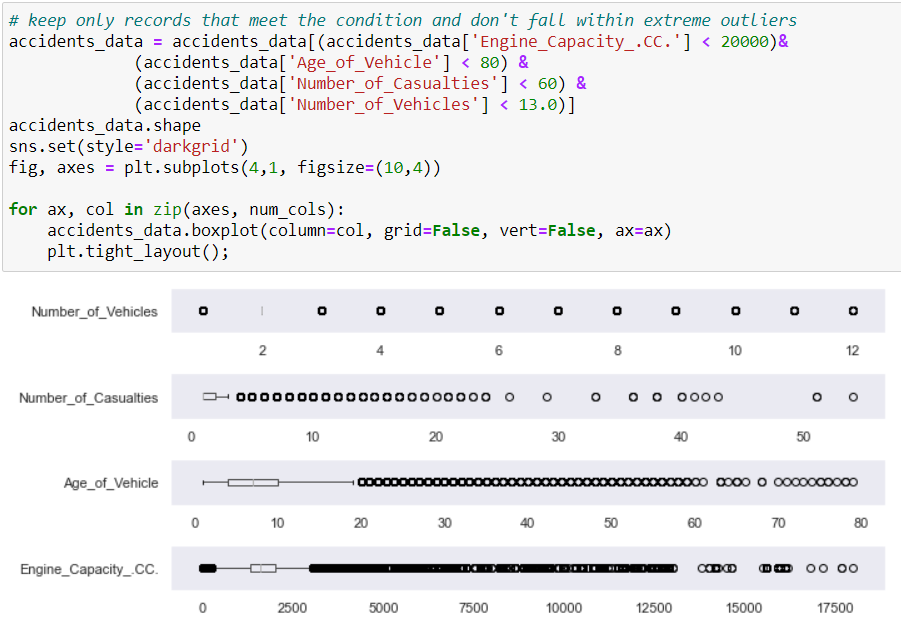 # keep only records that meet the condition and don't fall within extreme outliers
accidents_data = accidents_data[(accidents_data['Engine_Capacity_.CC.'] < 20000)&
            (accidents_data['Age_of_Vehicle'] < 80) &
            (accidents_data['Number_of_Casualties'] < 60) &
            (accidents_data['Number_of_Vehicles'] < 13.0)]
accidents_data.shape
sns.set(style='darkgrid')
fig, axes = plt.subplots(4,1, figsize=(10,4))
for ax, col in zip(axes, num_cols):
    accidents_data.boxplot(column=col, grid=False, vert=False, ax=ax)
    plt.tight_layout();
Number_of_Vehicles
2 4 6 8 10 12
Number_of_Casualties
0 10 20 30 40 50
Age_of_Vehicle
0 10 20 30 40 50 60 70 80
Engine_Capacity_.CC.
0 2500 5000 7500 10000 12500 15000 17500